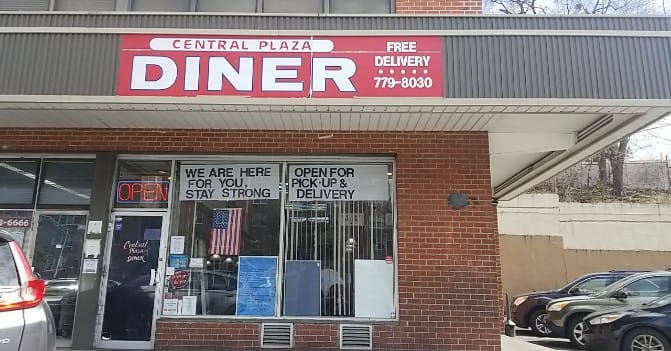 CENTRAL PLAZA
DINER
FREE
DELIVERY
779-8030
WE ARE HERE
FOR YOU,
STAY STRONG
OPEN FOR
PICK-UP &
DELIVERY
OPEN
-6666
Central
Plaza
DINER